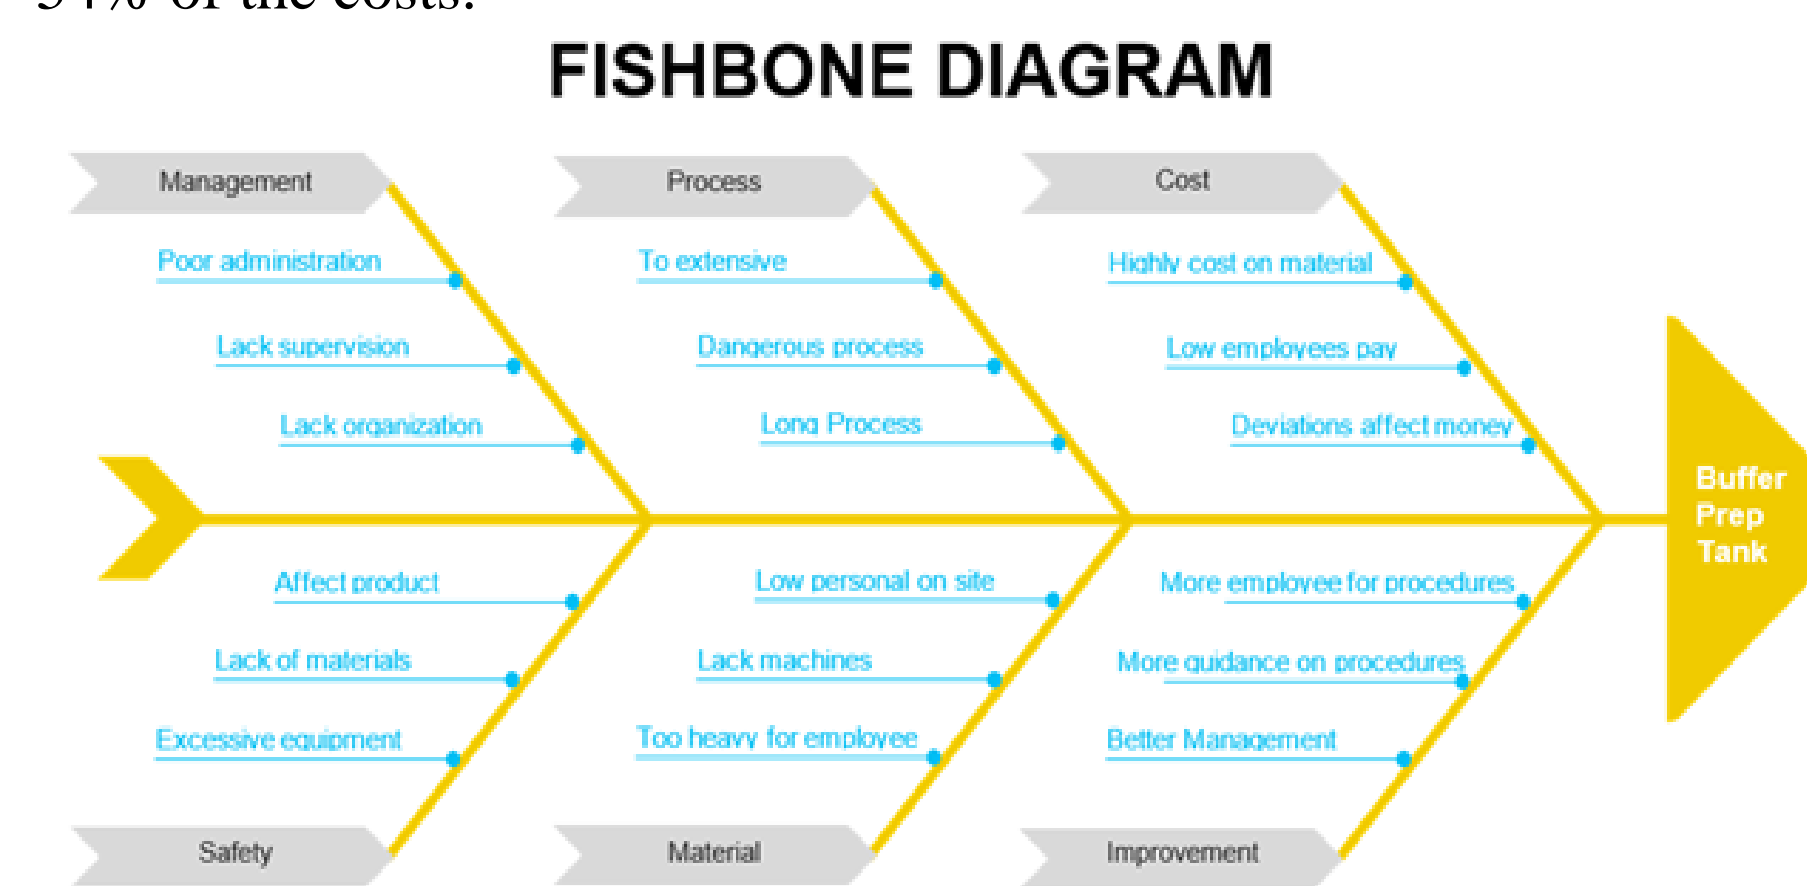 of the costs.
FISHBONE DIAGRAM
Management
Process
Cost
Poor administration
To extensive
Highly cost on material
Lack supervision
Dangerous process
Low employees pay
Lack organization
Long Process
Deviations affect money
Buffer
Prep
Tank
Affect product
Low personal on site
More employee for procedures
Lack of materials
Lack machines
More guidance on procedures
Excessive equipment
Too heavy for employee
Better Management
Safety
Material
Improvement